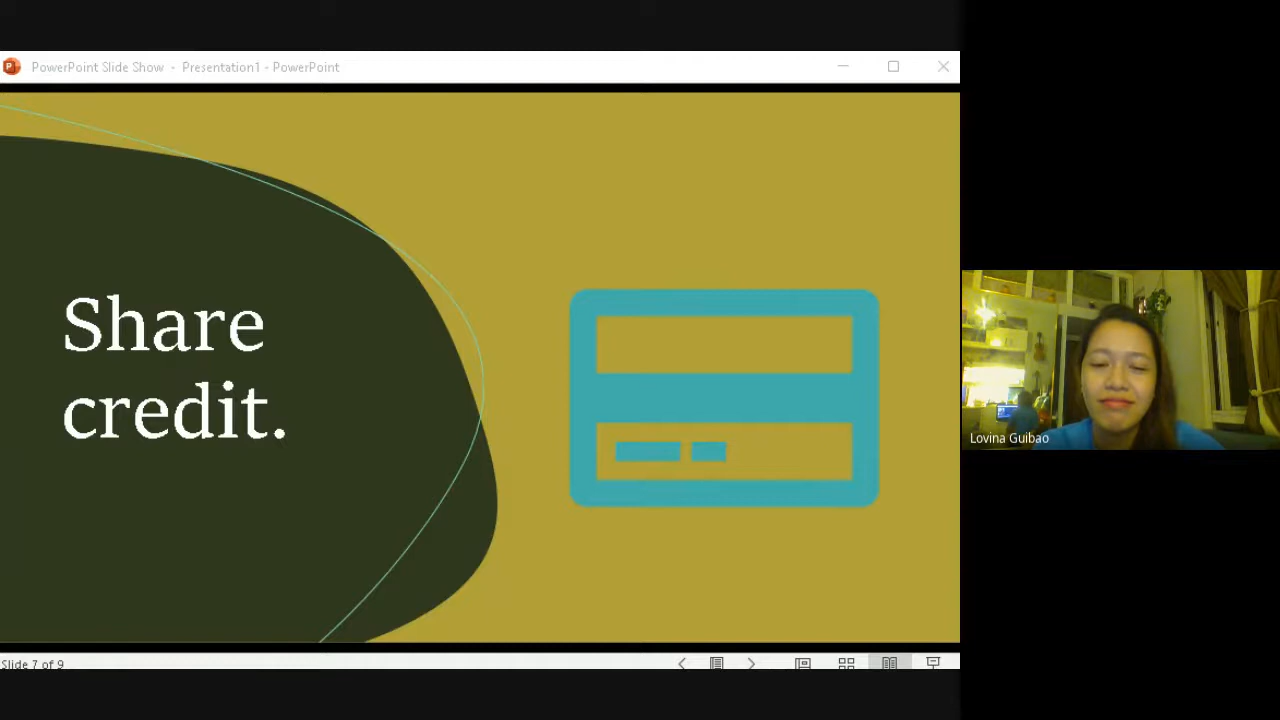 PowerPoint Slide Show - Presentation1 - PowerPoint
Share
credit.
Lovina Guibao
Slide 7 of 9